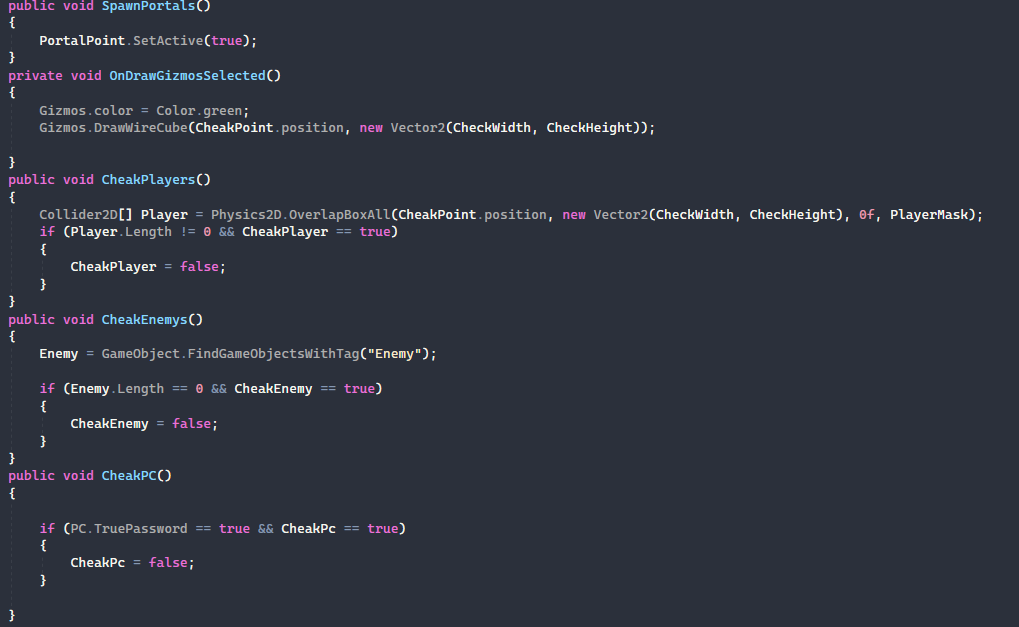 public void SpawnPortals()
{
    PortalPoint.SetActive(true);
}
private void OnDrawGizmosSelected()
{
    Gizmos.color = Color.green;
    Gizmos.DrawWireCube(CheakPoint.position, new Vector2(CheckWidth, CheckHeight));
}
public void CheakPlayers()
{
    Collider2D[] Player = Physics2D.OverlapBoxAll(CheakPoint.position, new Vector2(CheckWidth, CheckHeight), 0f, PlayerMask);
    if (Player.Length != 0 && CheakPlayer == true)
    {
        CheakPlayer = false;
    }
}
public void CheakEnemys()
{
    Enemy = GameObject.FindGameObjectsWithTag("Enemy");
    if (Enemy.Length == 0 && CheakEnemy == true)
    {
        CheakEnemy = false;
    }
}
public void CheakPC()
{
    if (PC.TruePassword == true && CheakPc == true)
    {
        CheakPc = false;
    }
}